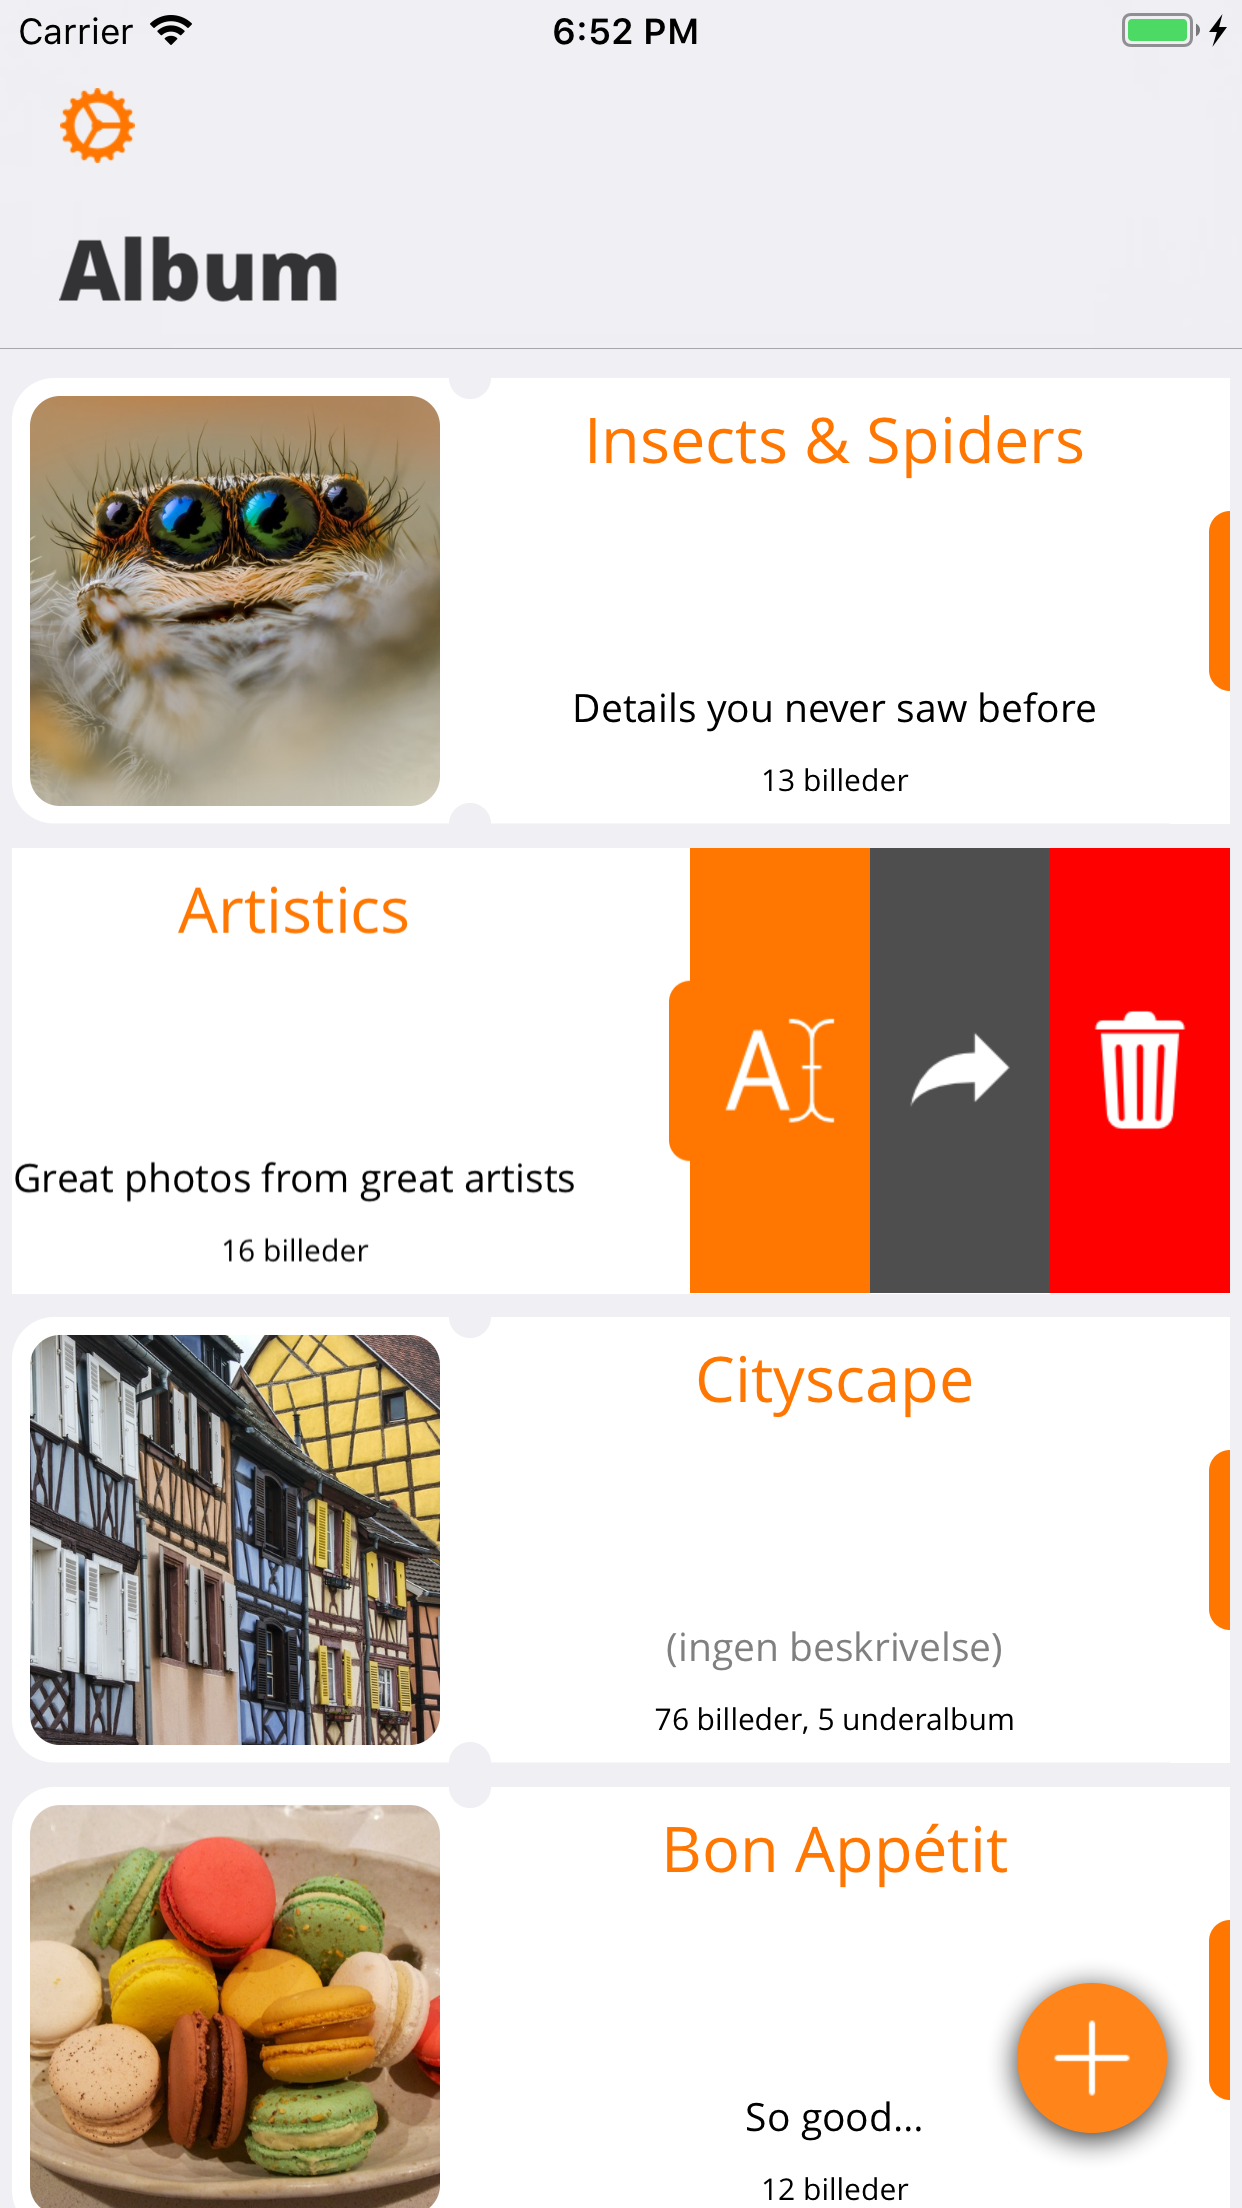 Carrier
6:52 PM
Album
Insects & Spiders
Details you never saw before
13 billeder
Artistics
Great photos from great artists
16 billeder
Cityscape
(ingen beskrivelse)
76 billeder, 5 underalbum
Bon Appétit
So good...
12 billeder